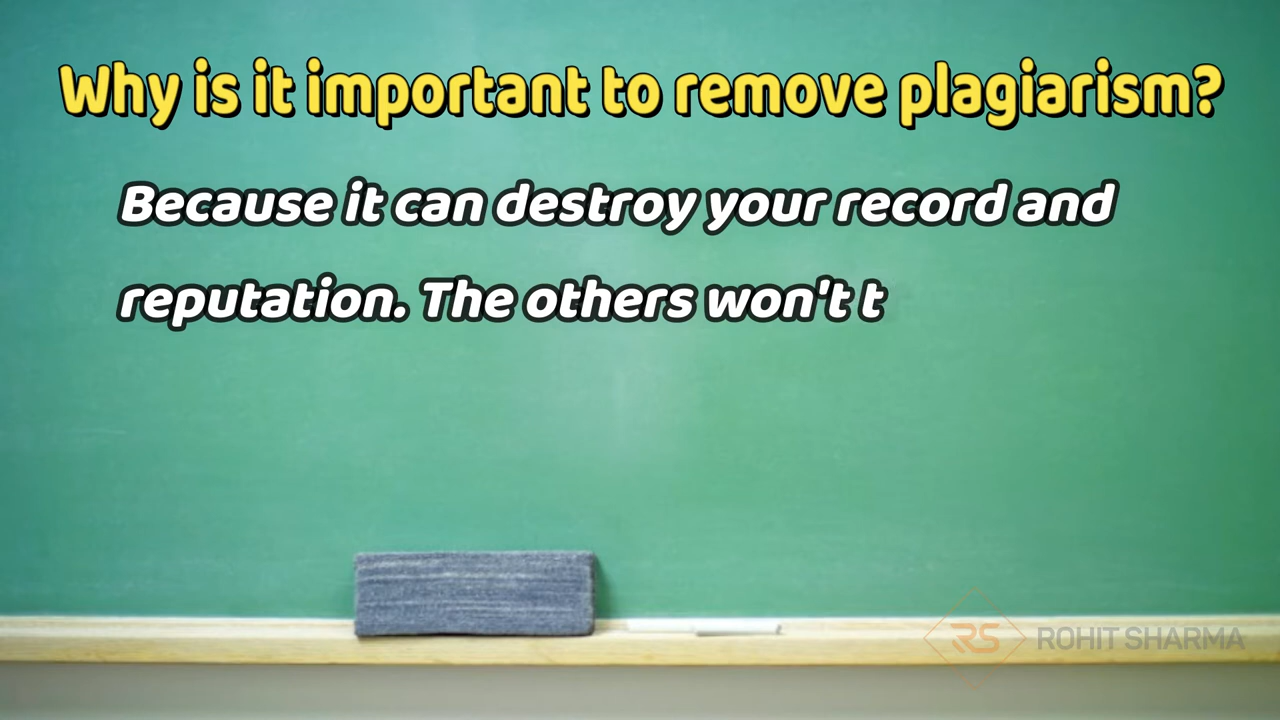 Why is it important to remove plagiarism?
Because it can destroy your record and
reputation. The others won't t
RS ROHIT SHARMA